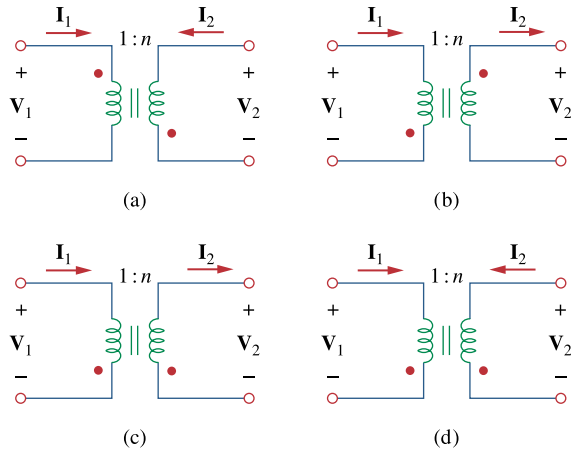 I1 1 : n I2
+ +
V1 V2
− −
(a)
I1 1 : n I2
+ +
V1 V2
− −
(b)
I1 1 : n I2
+ +
V1 V2
− −
(c)
I1 1 : n I2
+ +
V1 V2
− −
(d)